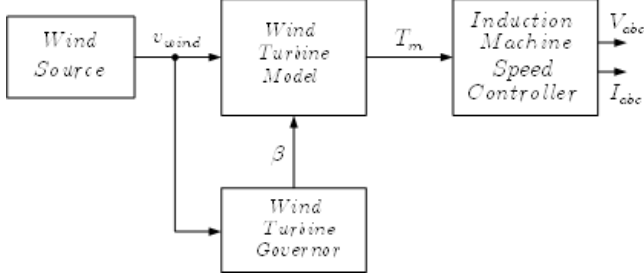 Wind
Source
v_wind
Wind
Turbine
Model
T_m
Induction
Machine
Speed
Controller
V_abc
I_abc
β
Wind
Turbine
Governor